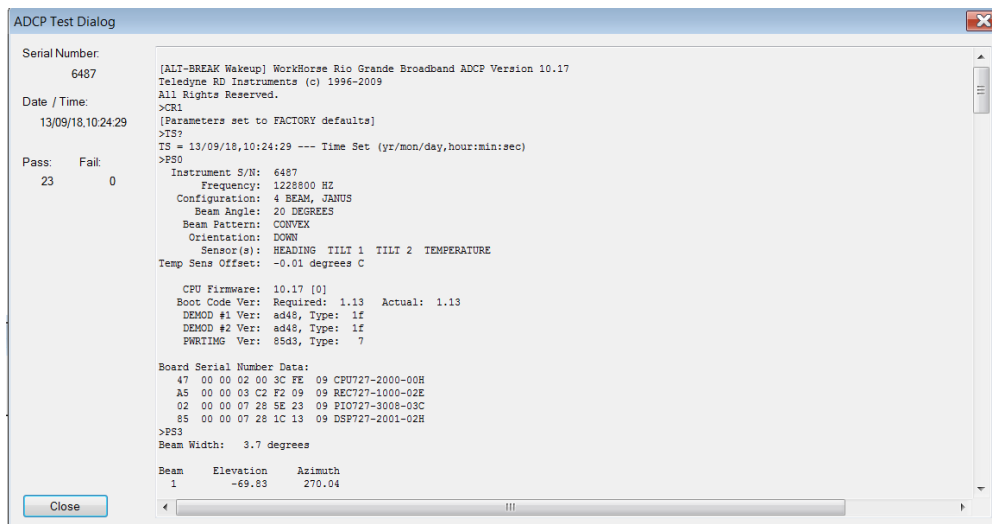 ADCP Test Dialog
Serial Number:
6487
Date / Time:
13/09/18,10:24:29
Pass: Fail:
23 0
[ALT-BREAK Wakeup] WorkHorse Rio Grande Broadband ADCP Version 10.17
Teledyne RD Instruments (c) 1996-2009
All Rights Reserved.
>CR1
[Parameters set to FACTORY defaults]
>TS?
TS = 13/09/18,10:24:29 --- Time Set (yr/mon/day,hour:min:sec)
>PS0
Instrument S/N: 6487
Frequency: 1228800 HZ
Configuration: 4 BEAM, JANUS
Beam Angle: 20 DEGREES
Beam Pattern: CONVEX
Orientation: DOWN
Sensor(s): HEADING TILT 1 TILT 2 TEMPERATURE
Temp Sens Offset: -0.01 degrees C
CPU Firmware: 10.17 [0]
Boot Code Ver: Required: 1.13 Actual: 1.13
DEMOD #1 Ver: ad48, Type: 1f
DEMOD #2 Ver: ad48, Type: 1f
PWRTIMG Ver: 85d3, Type: 7
Board Serial Number Data:
47 00 00 02 00 3C FE 09 CPU727-2000-00H
A5 00 00 03 C2 F2 09 09 REC727-1000-02E
02 00 00 07 28 5E 23 09 PIO727-3008-03C
85 00 00 07 28 1C 13 09 DSP727-2001-02H
>PS3
Beam Width: 3.7 degrees
Beam Elevation Azimuth
1 -69.83 270.04
Close